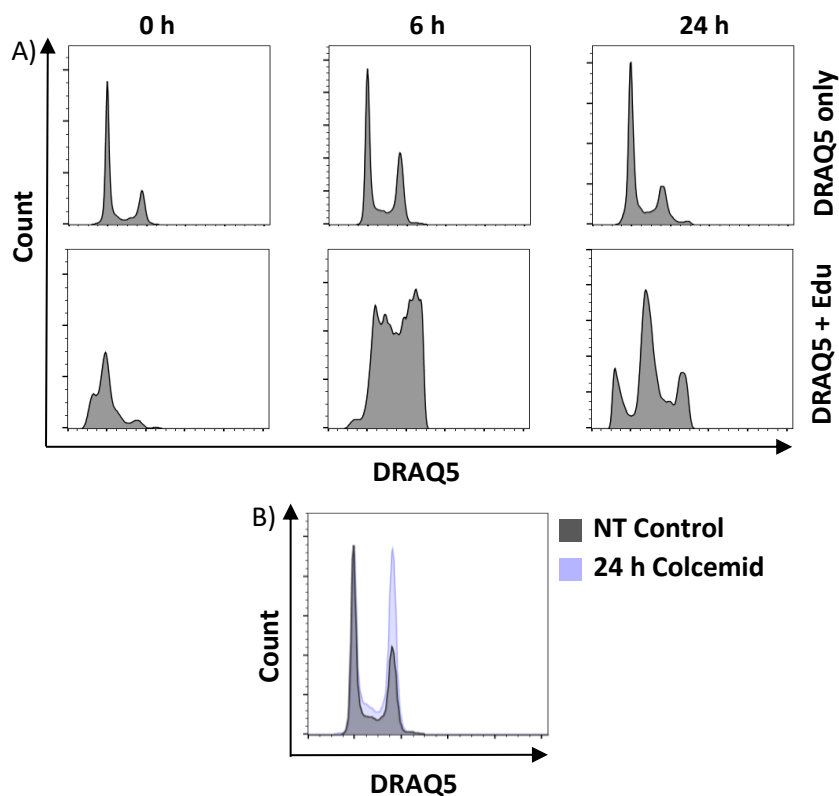 0 h 6 h 24 h
A)
Count
DRAQ5 only
DRAQ5 + Edu
DRAQ5
B)
NT Control
24 h Colcemid
Count
DRAQ5